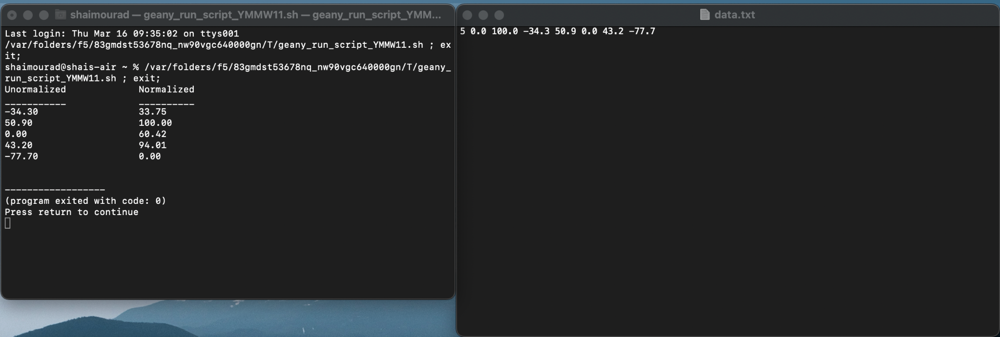 shaimourad — geany_run_script_YMMW11.sh — geany_run_script_YMM...
Last login: Thu Mar 16 09:35:02 on ttys001
/var/folders/f5/83gmdst53678nq_nw90vgc640000gn/T/geany_run_script_YMMW11.sh ; ex
it;
shaimourad@shais-air ~ % /var/folders/f5/83gmdst53678nq_nw90vgc640000gn/T/geany_
run_script_YMMW11.sh ; exit;
Unormalized Normalized
___________ __________
-34.30 33.75
50.90 100.00
0.00 60.42
43.20 94.01
-77.70 0.00
------------------
(program exited with code: 0)
Press return to continue
data.txt
5 0.0 100.0 -34.3 50.9 0.0 43.2 -77.7